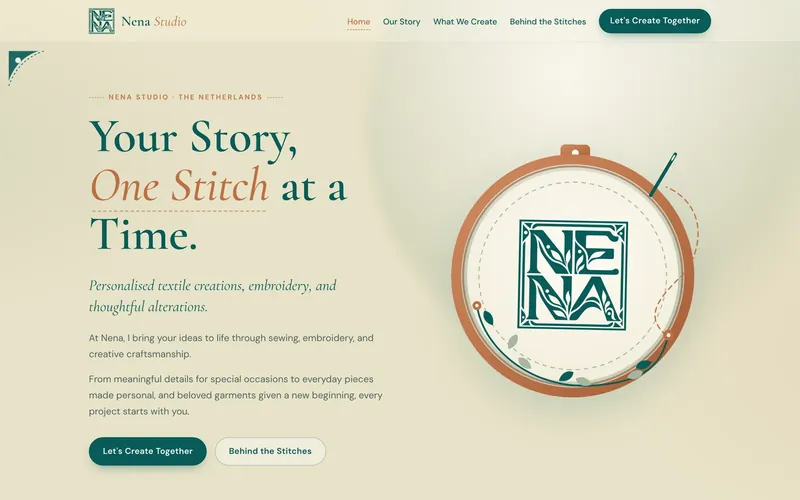 NENA Nena Studio
Home Our Story What We Create Behind the Stitches Let's Create Together
NENA STUDIO · THE NETHERLANDS
Your Story,
One Stitch at a
Time.
Personalised textile creations, embroidery, and
thoughtful alterations.
At Nena, I bring your ideas to life through sewing, embroidery, and
creative craftsmanship.
From meaningful details for special occasions to everyday pieces
made personal, and beloved garments given a new beginning, every
project starts with you.
Let's Create Together Behind the Stitches
NE
NA